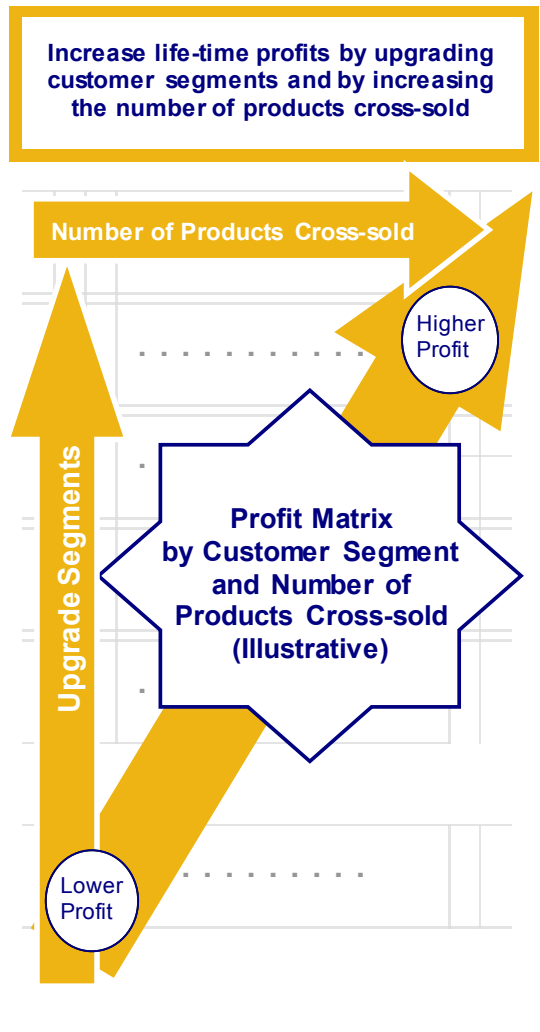 Increase life-time profits by upgrading
customer segments and by increasing
the number of products cross-sold
Number of Products Cross-sold
Higher
Profit
Upgrade Segments
Profit Matrix
by Customer Segment
and Number of
Products Cross-sold
(Illustrative)
Lower
Profit